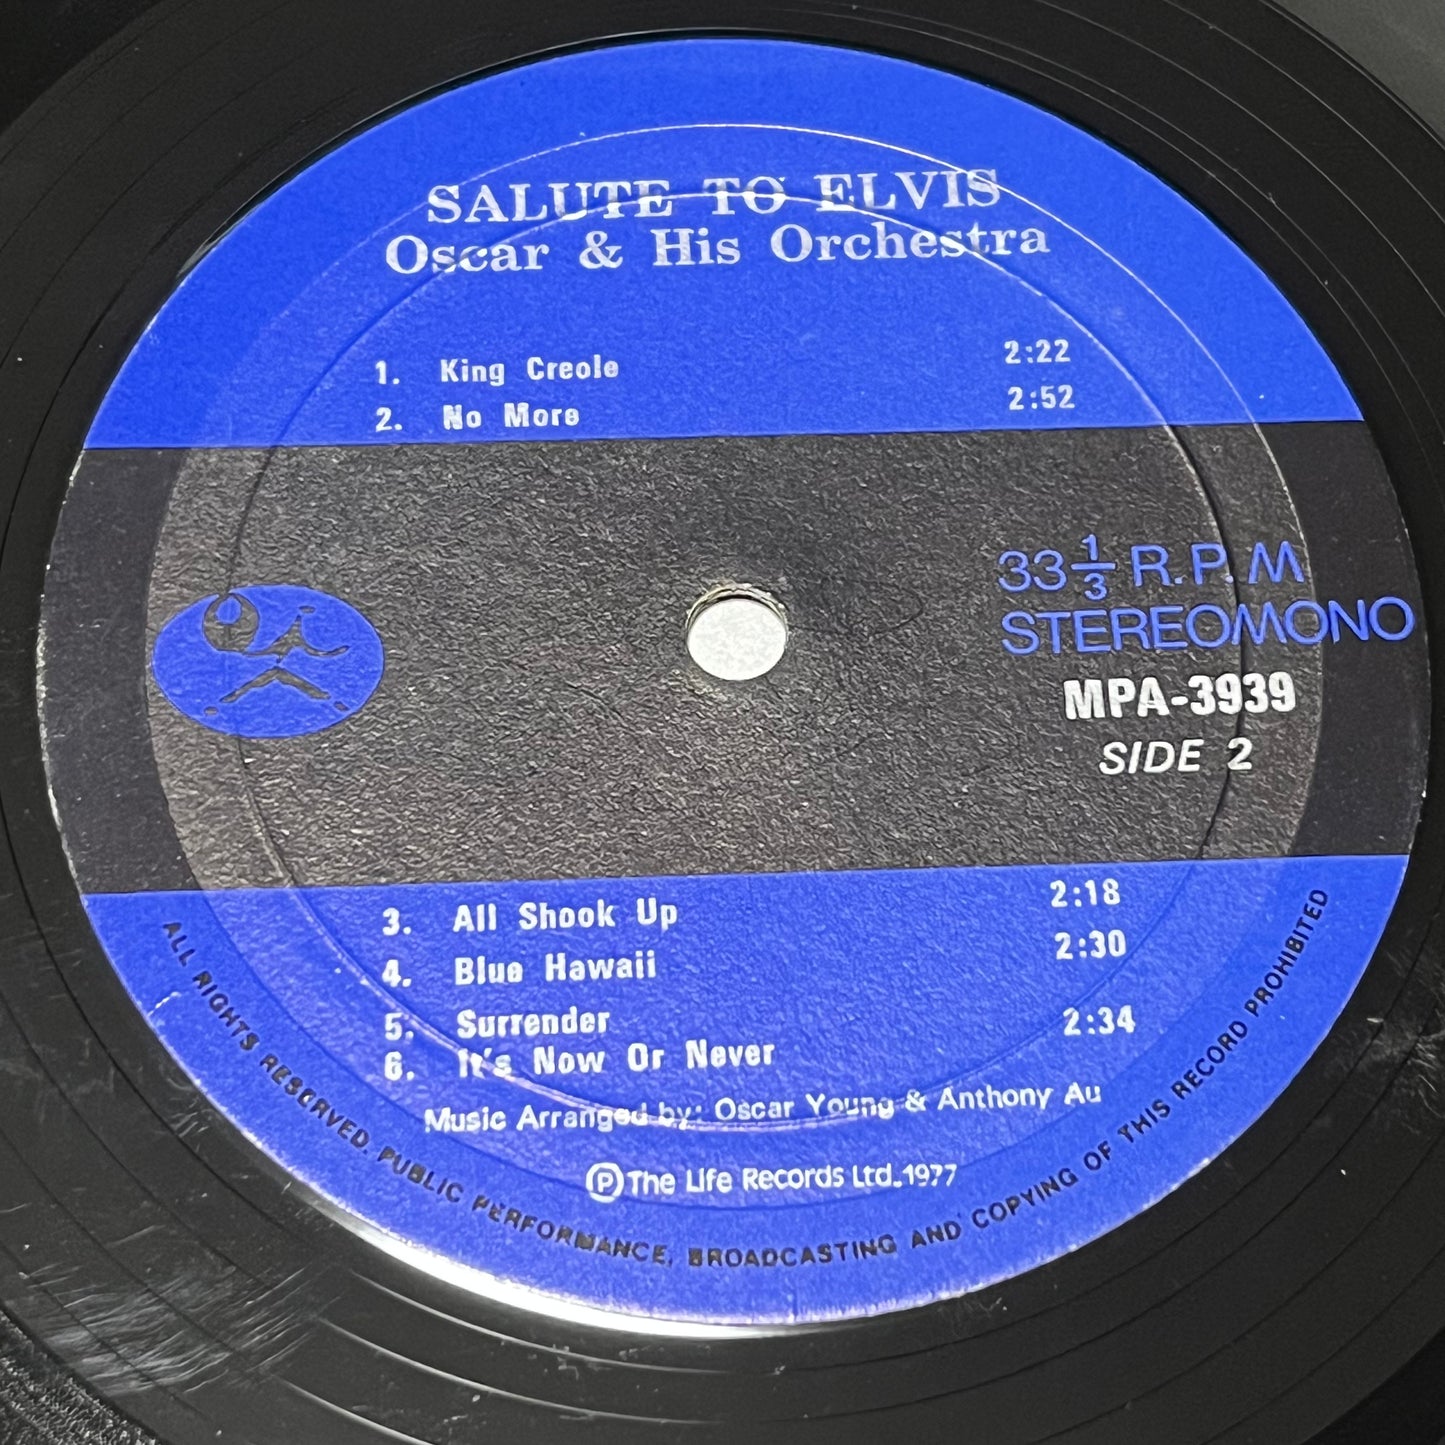 SALUTE TO ELVIS
Oscar & His Orchestra
1. King Creole 2:22
2. No More 2:52
33 1/3 R.P.M
STEREOMONO
MPA-3939
SIDE 2
3. All Shook Up 2:18
4. Blue Hawaii 2:30
5. Surrender
6. It's Now Or Never 2:34
Music Arranged by: Oscar Young & Anthony Au
Ⓟ The Life Records Ltd. 1977
ALL RIGHTS RESERVED. PUBLIC PERFORMANCE, BROADCASTING AND COPYING OF THIS RECORD PROHIBITED